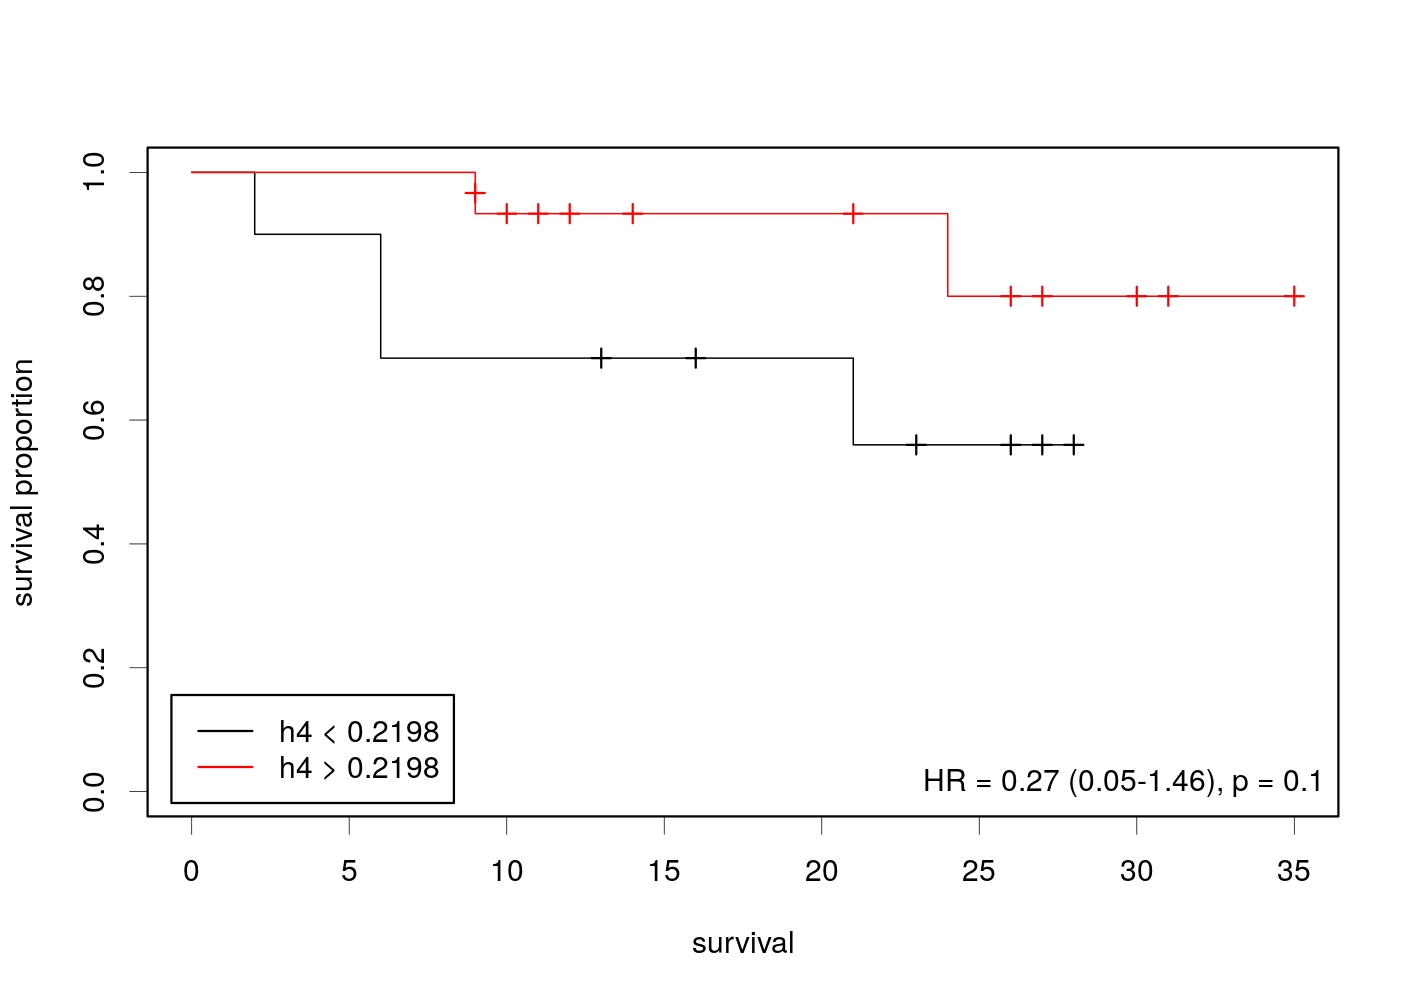 survival proportion
1.0
0.8
0.6
0.4
0.2
0.0
h4 < 0.2198
h4 > 0.2198
HR = 0.27 (0.05-1.46), p = 0.1
0 5 10 15 20 25 30 35
survival